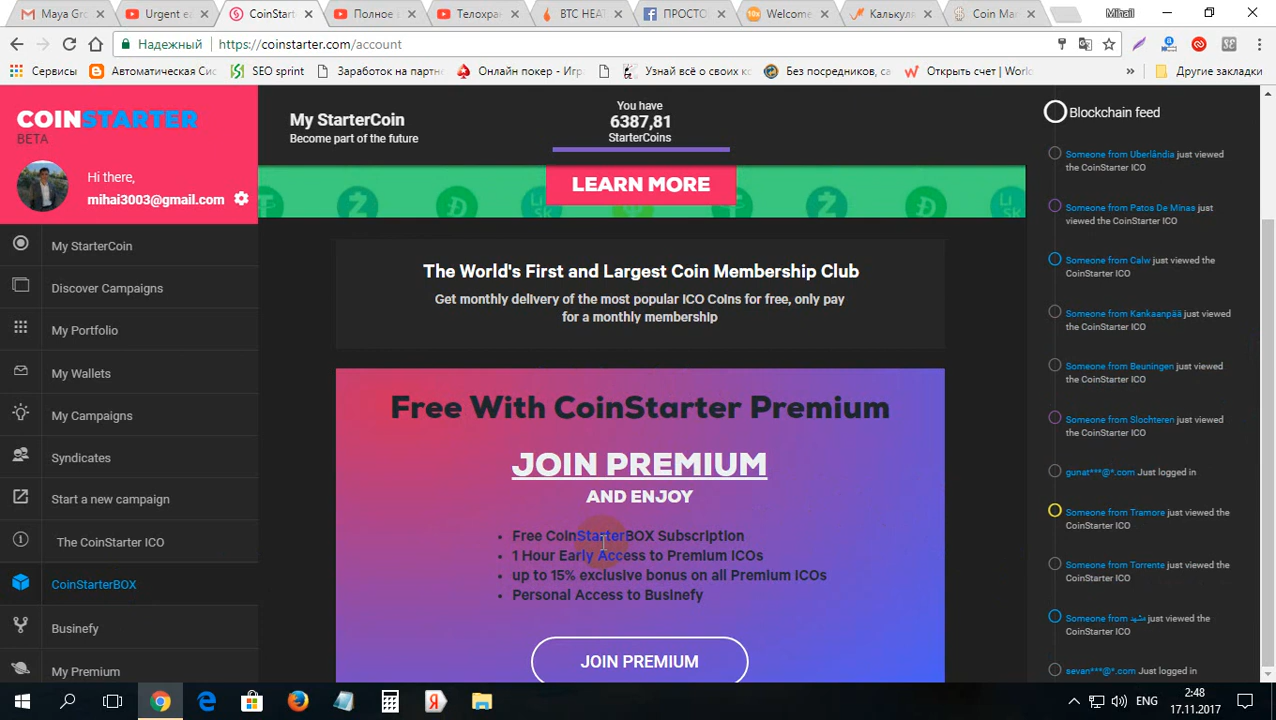 Maya Gro
Urgent e
CoinStart
Полное
Телохран
BTC HEA
ПРОСТО
Welcome
Калькул
Coin Ma
Mihail
Надежный
https://coinstarter.com/account
Сервисы
Автоматическая Сис
SEO sprint
Заработок на партне
Онлайн покер - Игра
Узнай всё о своих ко
Без посредников, са
Открыть счет | World
»
Другие закладки
COINSTARTER
BETA
Hi there,
mihai3003@gmail.com
My StarterCoin
Discover Campaigns
My Portfolio
My Wallets
My Campaigns
Syndicates
Start a new campaign
The CoinStarter ICO
CoinStarterBOX
Businefy
My Premium
My StarterCoin
Become part of the future
You have
6387,81
StarterCoins
LEARN MORE
The World's First and Largest Coin Membership Club
Get monthly delivery of the most popular ICO Coins for free, only pay
for a monthly membership
Free With CoinStarter Premium
JOIN PREMIUM
AND ENJOY
• Free CoinStarterBOX Subscription
• 1 Hour Early Access to Premium ICOs
• up to 15% exclusive bonus on all Premium ICOs
• Personal Access to Businefy
JOIN PREMIUM
Blockchain feed
Someone from Uberlândia just viewed
the CoinStarter ICO
Someone from Patos De Minas just
viewed the CoinStarter ICO
Someone from Calw just viewed the
CoinStarter ICO
Someone from Kankaanpää just viewed
the CoinStarter ICO
Someone from Beuningen just viewed
the CoinStarter ICO
Someone from Slochteren just viewed
the CoinStarter ICO
gunat***@*.com Just logged in
Someone from Tramore just viewed the
CoinStarter ICO
Someone from Torrente just viewed the
CoinStarter ICO
Someone from just viewed the
CoinStarter ICO
sevan***@*.com Just logged in
ENG
2:48
17.11.2017